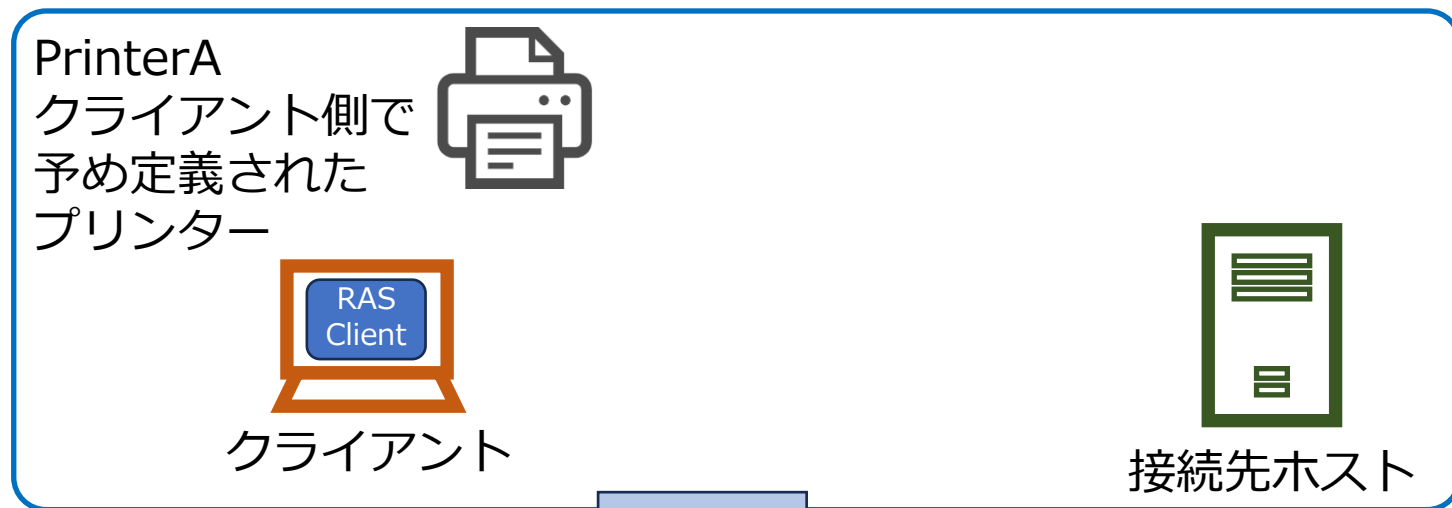 PrinterA
クライアント側で
予め定義された
プリンター
RAS
Client
クライアント
接続先ホスト